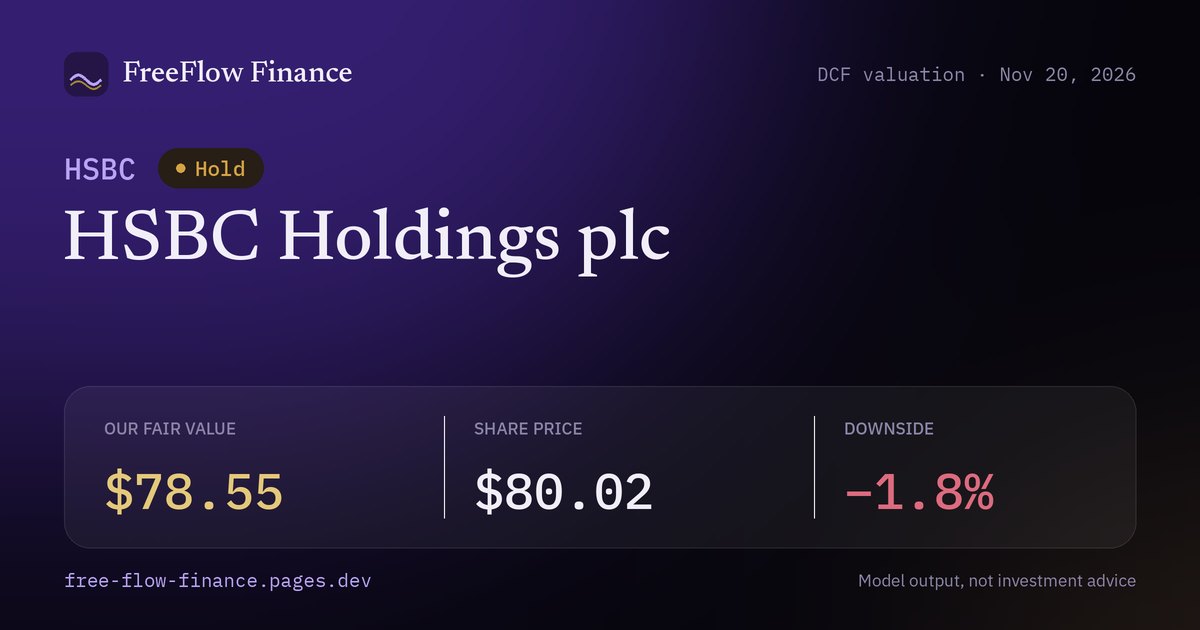 FreeFlow Finance
DCF valuation · Nov 20, 2026
HSBC
Hold
HSBC Holdings plc
OUR FAIR VALUE
$78.55
SHARE PRICE
$80.02
DOWNSIDE
−1.8%
free-flow-finance.pages.dev
Model output, not investment advice